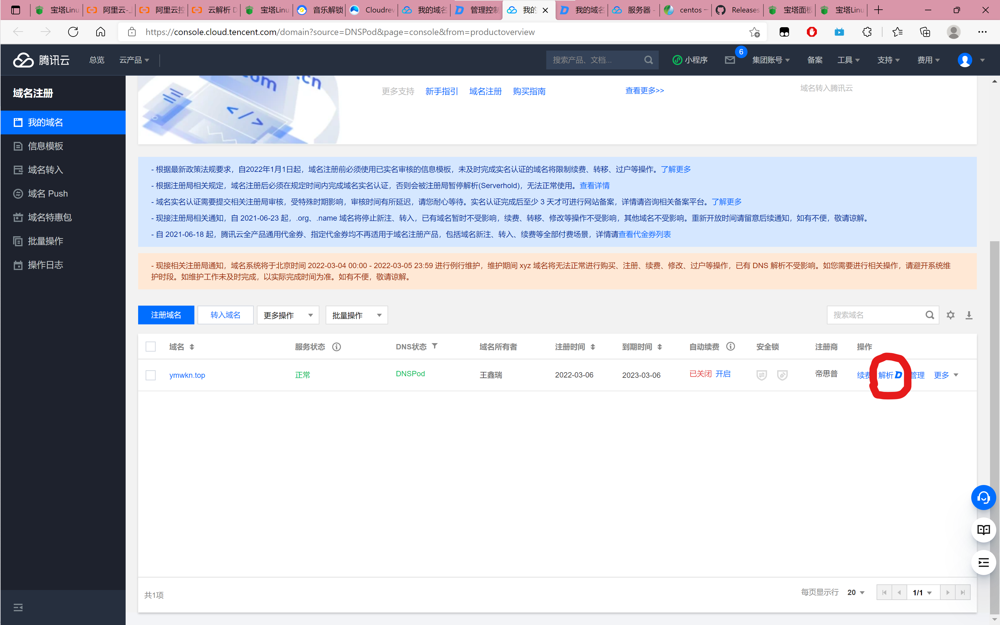 宝塔Linu
阿里云-上
阿里云控
云解析 D
宝塔Linu
音乐解锁
Cloudrev
我的域名
管理控制
我的
我的域名
服务器 -
centos –
Releases
宝塔面板
宝塔Linu
https://console.cloud.tencent.com/domain?source=DNSPod&page=console&from=productoverview
腾讯云
总览
云产品
搜索产品、文档...
小程序
6
集团账号
备案
工具
支持
费用
域名注册
我的域名
信息模板
域名转入
域名 Push
域名特惠包
批量操作
操作日志
com
.cn
</>
更多支持 新手指引 域名注册 购买指南
查看更多>>
域名转入腾讯云
- 根据最新政策法规要求，自2022年1月1日起，域名注册前必须使用已实名审核的信息模板，未及时完成实名认证的域名将限制续费、转移、过户等操作。了解更多
- 根据注册局相关规定，域名注册后必须在规定时间内完成域名实名认证，否则会被注册局暂停解析(Serverhold)，无法正常使用。查看详情
- 域名实名认证需要提交相关注册局审核，受特殊时期影响，审核时间有所延迟，请您耐心等待。实名认证完成后至少 3 天才可进行网站备案，详情请咨询相关备案平台。了解更多
- 现接注册局相关通知，自 2021-06-23 起，.org、.name 域名将停止新注、转入，已有域名暂时不受影响，续费、转移、修改等操作不受影响，其他域名不受影响。重新开放时间请留意后续通知，如有不便，敬请谅解。
- 自 2021-06-18 起，腾讯云全产品通用代金券、指定代金券均不再适用于域名注册产品，包括域名新注、转入、续费等全部付费场景，详情请查看代金券列表
- 现接相关注册局通知，域名系统将于北京时间 2022-03-04 00:00 - 2022-03-05 23:59 进行例行维护，维护期间 xyz 域名将无法正常进行购买、注册、续费、修改、过户等操作，已有 DNS 解析不受影响。如您需要进行相关操作，请避开系统维
护时段。如维护工作未及时完成，以实际完成时间为准。如有不便，敬请谅解。
注册域名
转入域名
更多操作
批量操作
搜索域名
域名 服务状态 DNS状态 域名所有者 注册时间 到期时间 自动续费 安全锁 注册商 操作
ymwkn.top 正常 DNSPod 王鑫瑞 2022-03-06 2023-03-06 已关闭 开启 帝思普 续费 解析 管理 更多
共1项
每页显示行 20 1/1